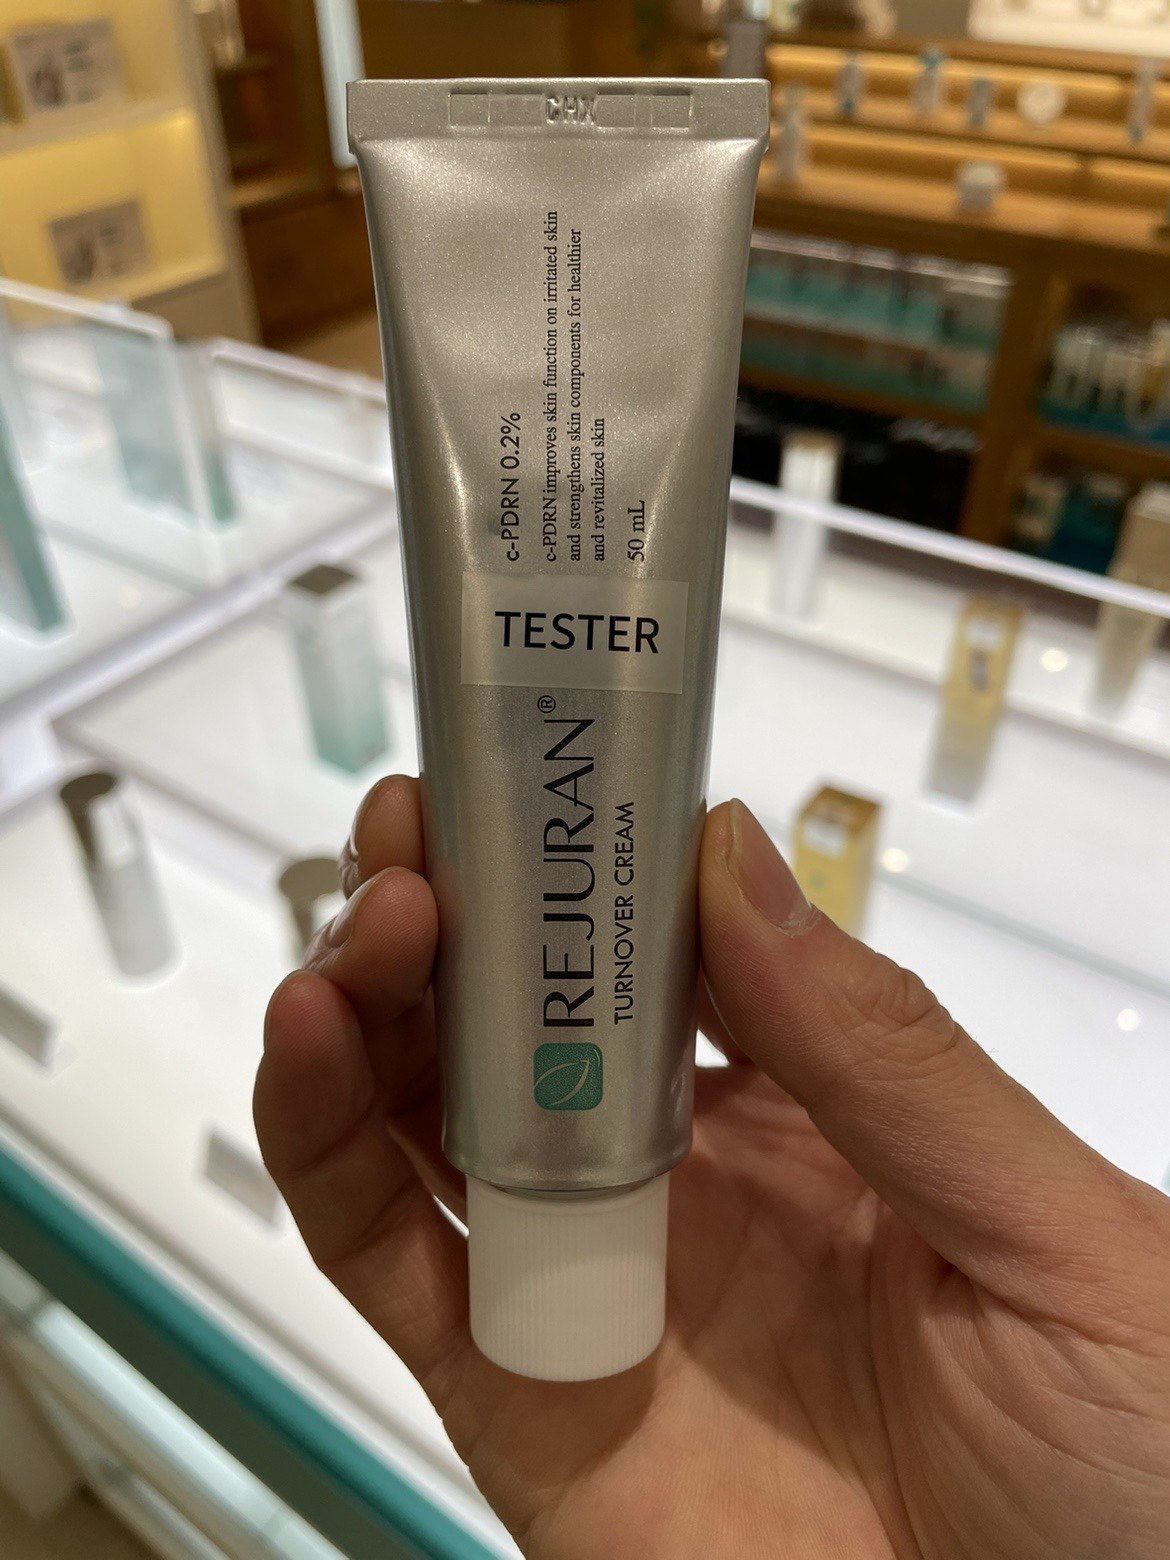 CHX
c-PDRN 0.2%
c-PDRN improves skin function on irritated skin
and strengthens skin components for healthier
and revitalized skin
50 mL
TESTER
REJURAN®
TURNOVER CREAM